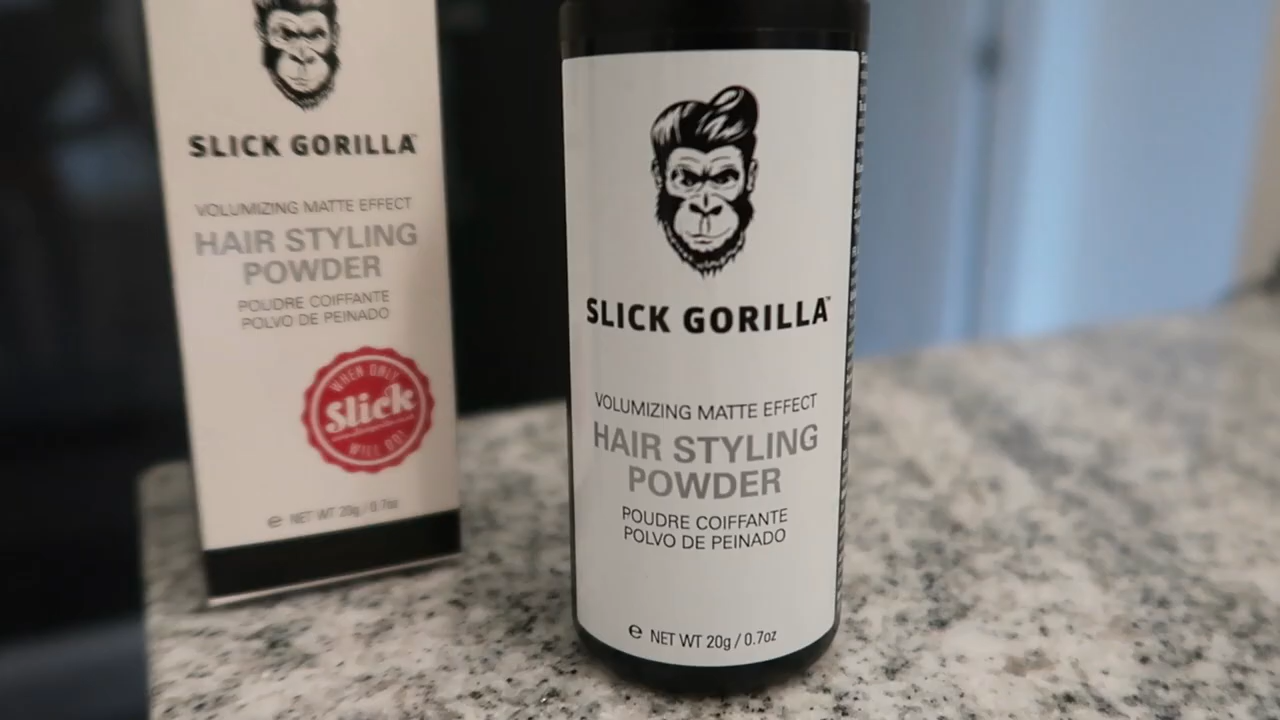 SLICK GORILLA™
VOLUMIZING MATTE EFFECT
HAIR STYLING
POWDER
POUDRE COIFFANTE
POLVO DE PEINADO
WHEN ONLY
Slick
WILL DO!
e NET WT 20g / 0.7oz
SLICK GORILLA™
VOLUMIZING MATTE EFFECT
HAIR STYLING
POWDER
POUDRE COIFFANTE
POLVO DE PEINADO
e NET WT 20g / 0.7oz